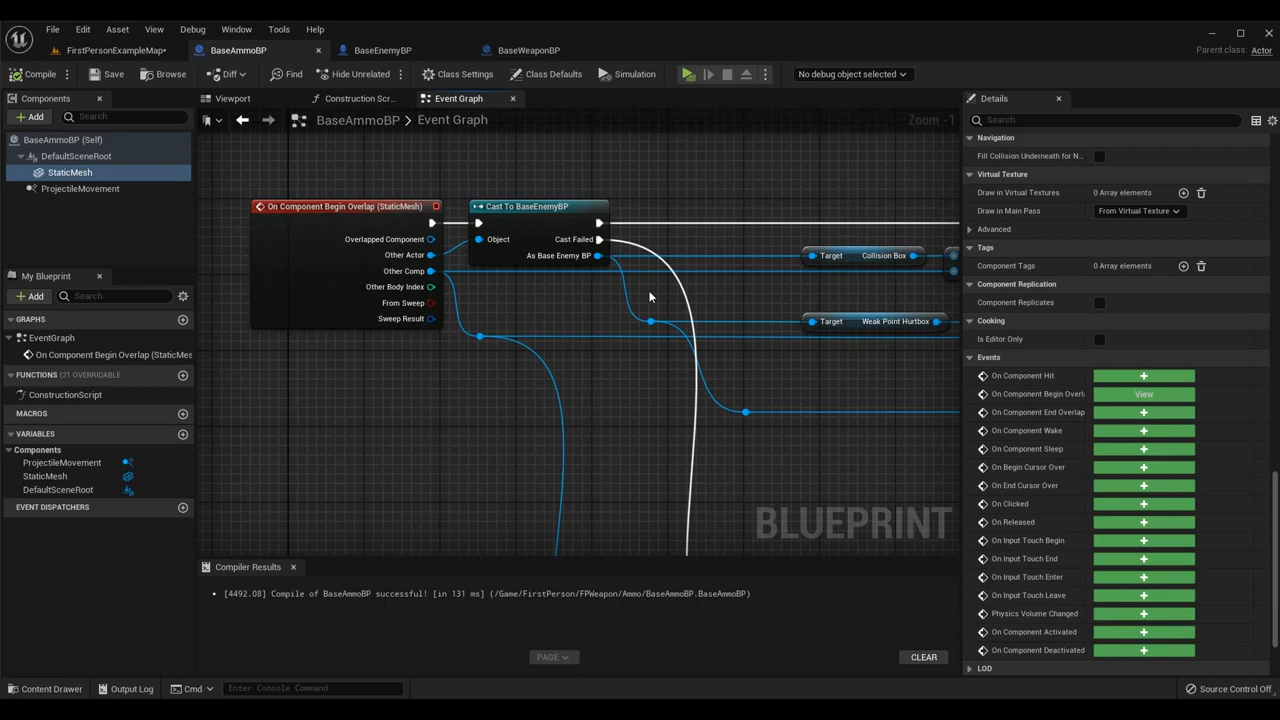 File Edit Asset View Debug Window Tools Help
FirstPersonExampleMap* BaseAmmoBP BaseEnemyBP BaseWeaponBP Parent class: Actor
Compile Save Browse Diff Find Hide Unrelated Class Settings Class Defaults Simulation No debug object selected
Components
Add Search
BaseAmmoBP (Self)
DefaultSceneRoot
StaticMesh
ProjectileMovement
My Blueprint
Add Search
GRAPHS
EventGraph
On Component Begin Overlap (StaticMes
FUNCTIONS (21 OVERRIDABLE)
ConstructionScript
MACROS
VARIABLES
Components
ProjectileMovement
StaticMesh
DefaultSceneRoot
EVENT DISPATCHERS
Viewport Construction Scr... Event Graph
BaseAmmoBP > Event Graph Zoom -1
On Component Begin Overlap (StaticMesh)
Overlapped Component
Other Actor
Other Comp
Other Body Index
From Sweep
Sweep Result
Cast To BaseEnemyBP
Object Cast Failed
As Base Enemy BP
Target Collision Box
Target Weak Point Hurtbox
BLUEPRINT
Compiler Results
[4492.08] Compile of BaseAmmoBP successful! [in 131 ms] (/Game/FirstPerson/FPWeapon/Ammo/BaseAmmoBP.BaseAmmoBP)
PAGE CLEAR
Details
Search
Navigation
Fill Collision Underneath for N...
Virtual Texture
Draw in Virtual Textures 0 Array elements
Draw in Main Pass From Virtual Texture
Advanced
Tags
Component Tags 0 Array elements
Component Replication
Component Replicates
Cooking
Is Editor Only
Events
On Component Hit
On Component Begin Overl View
On Component End Overlap
On Component Wake
On Component Sleep
On Begin Cursor Over
On End Cursor Over
On Clicked
On Released
On Input Touch Begin
On Input Touch End
On Input Touch Enter
On Input Touch Leave
Physics Volume Changed
On Component Activated
On Component Deactivated
LOD
Content Drawer Output Log Cmd Enter Console Command Source Control Off